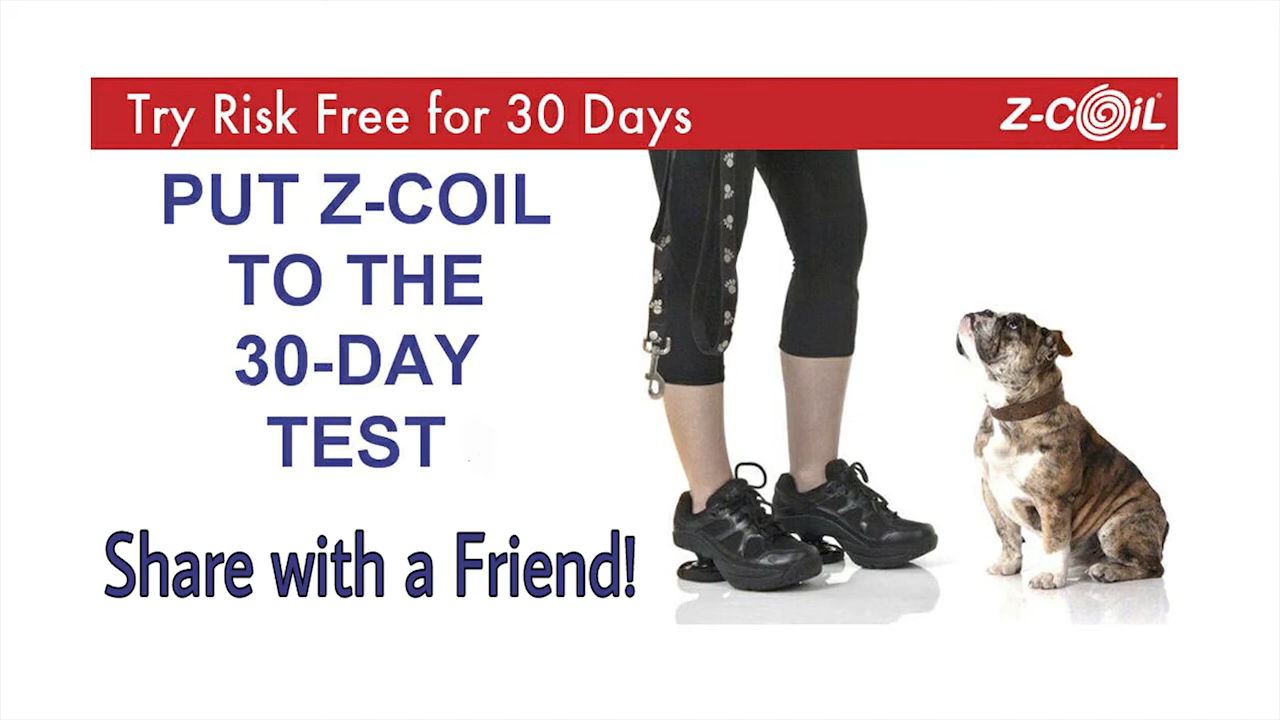 Try Risk Free for 30 Days
Z-COiL®
PUT Z-COIL
TO THE
30-DAY
TEST
Share with a Friend!